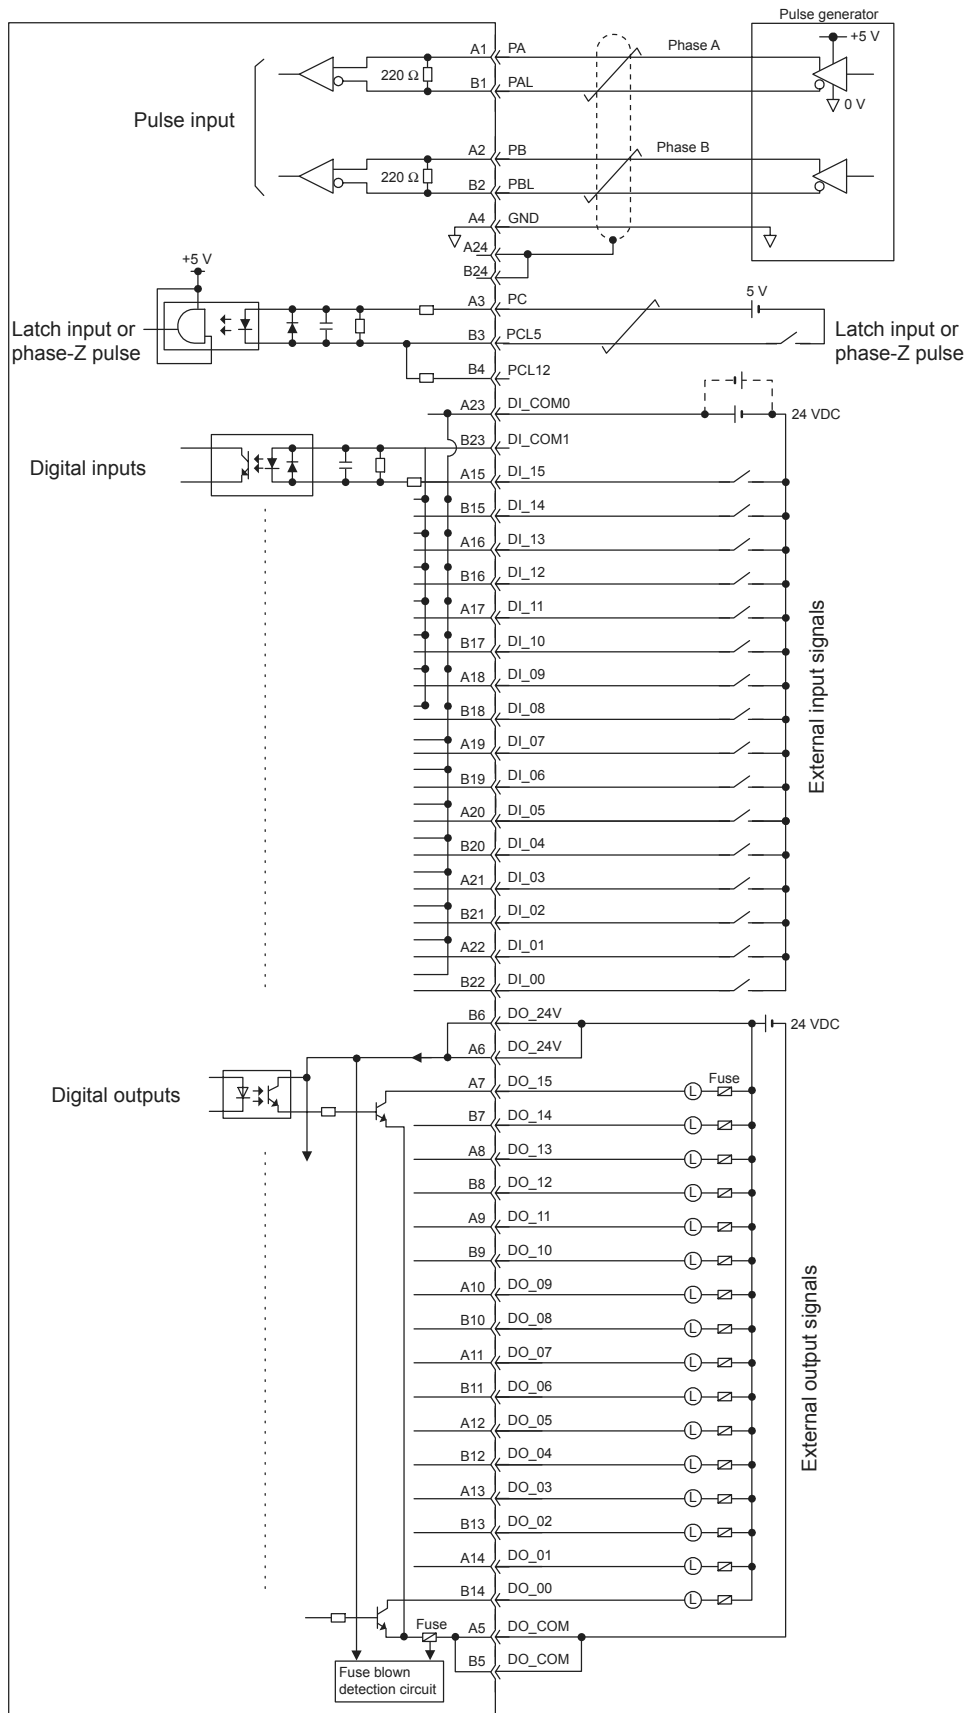 Pulse generator
+5 V
A1 PA
Phase A
220 Ω
B1 PAL
0 V
Pulse input
A2 PB
Phase B
220 Ω
B2 PBL
A4 GND
A24
+5 V
B24
A3 PC
5 V
Latch input or
phase-Z pulse
B3 PCL5
Latch input or
phase-Z pulse
B4 PCL12
A23 DI_COM0
24 VDC
B23 DI_COM1
Digital inputs
A15 DI_15
B15 DI_14
A16 DI_13
B16 DI_12
A17 DI_11
B17 DI_10
A18 DI_09
B18 DI_08
A19 DI_07
B19 DI_06
A20 DI_05
B20 DI_04
A21 DI_03
B21 DI_02
A22 DI_01
B22 DI_00
External input signals
B6 DO_24V
24 VDC
A6 DO_24V
Digital outputs
A7 DO_15
L
Fuse
B7 DO_14
L
A8 DO_13
L
B8 DO_12
L
A9 DO_11
L
B9 DO_10
L
A10 DO_09
L
B10 DO_08
L
A11 DO_07
L
B11 DO_06
L
A12 DO_05
L
B12 DO_04
L
A13 DO_03
L
B13 DO_02
L
A14 DO_01
L
B14 DO_00
L
External output signals
Fuse
A5 DO_COM
B5 DO_COM
Fuse blown
detection circuit